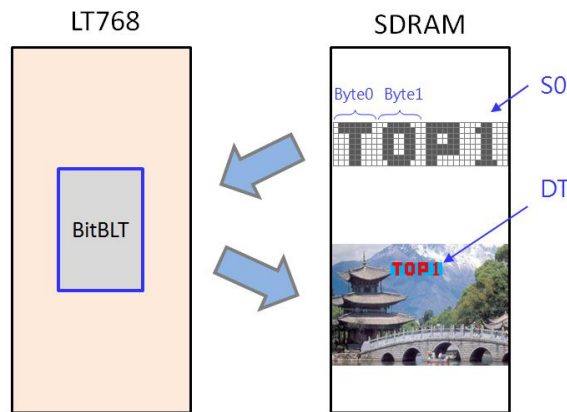 LT768
SDRAM
Byte0 Byte1
S0
TOP1
DT
BitBLT
TOP1